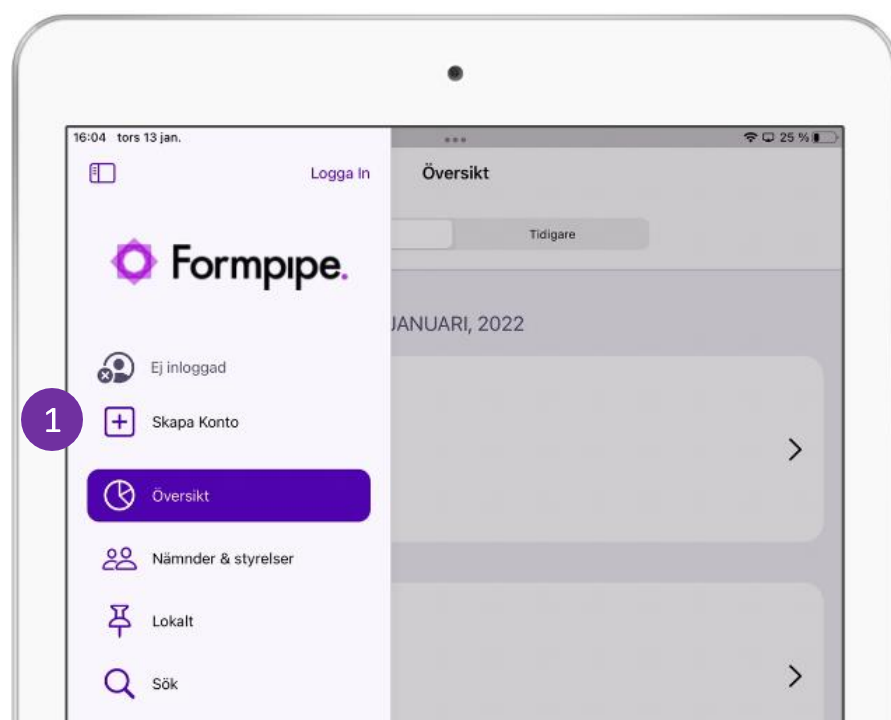 16:04 tors 13 jan.
25 %
Logga In
Översikt
Tidigare
Formpipe.
JANUARI, 2022
Ej inloggad
1
Skapa Konto
Översikt
Nämnder & styrelser
Lokalt
Sök